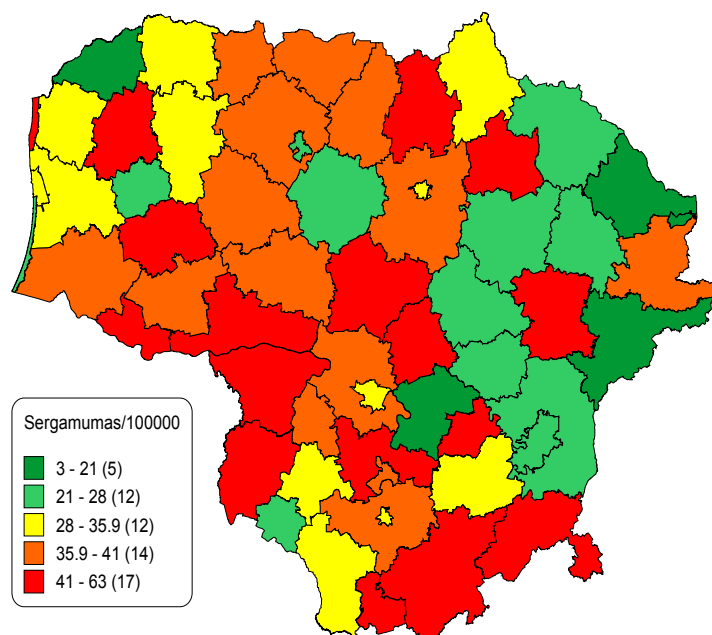 Sergamumas/100000
3 - 21 (5)
21 - 28 (12)
28 - 35.9 (12)
35.9 - 41 (14)
41 - 63 (17)